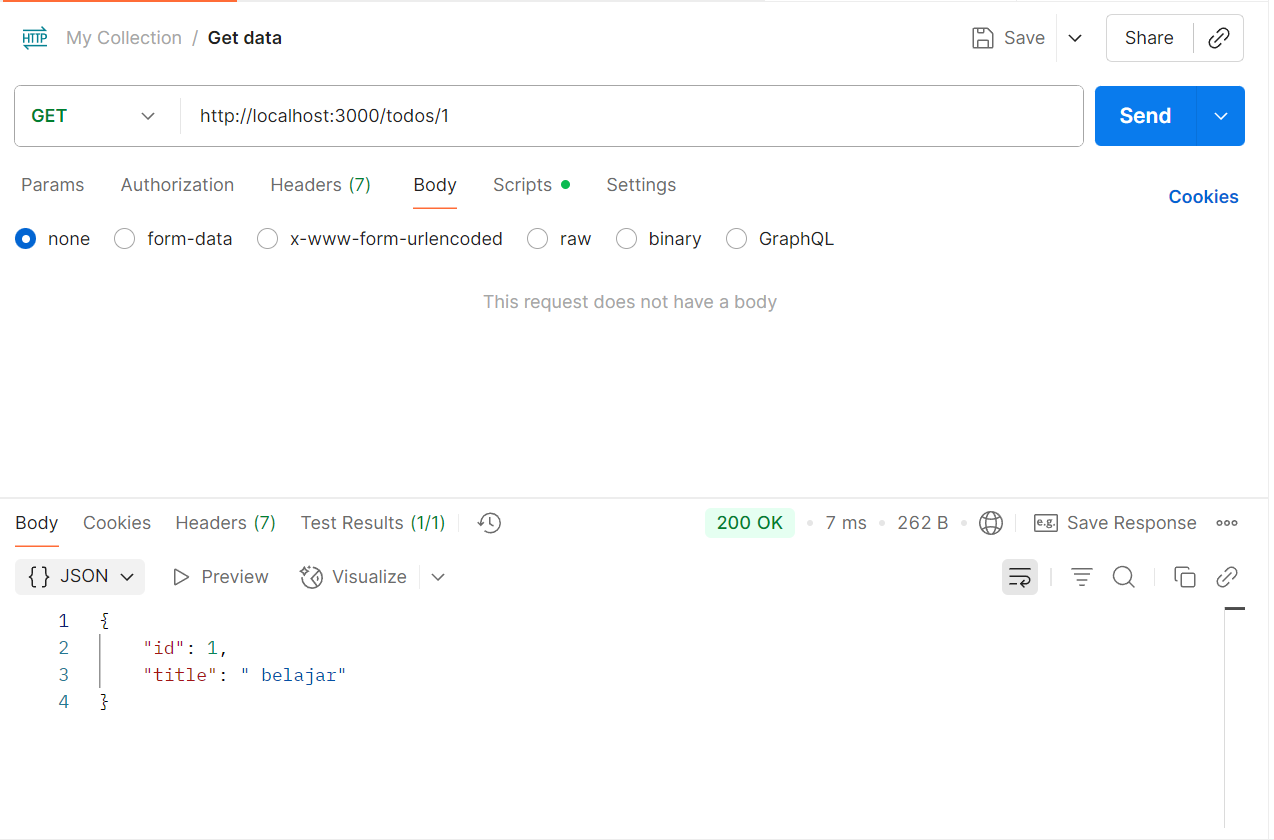 HTTP My Collection / Get data Save Share
GET http://localhost:3000/todos/1 Send
Params Authorization Headers (7) Body Scripts Settings Cookies
none form-data x-www-form-urlencoded raw binary GraphQL
This request does not have a body
Body Cookies Headers (7) Test Results (1/1) 200 OK 7 ms 262 B e.g. Save Response
{} JSON Preview Visualize
1 {
2 "id": 1,
3 "title": " belajar"
4 }